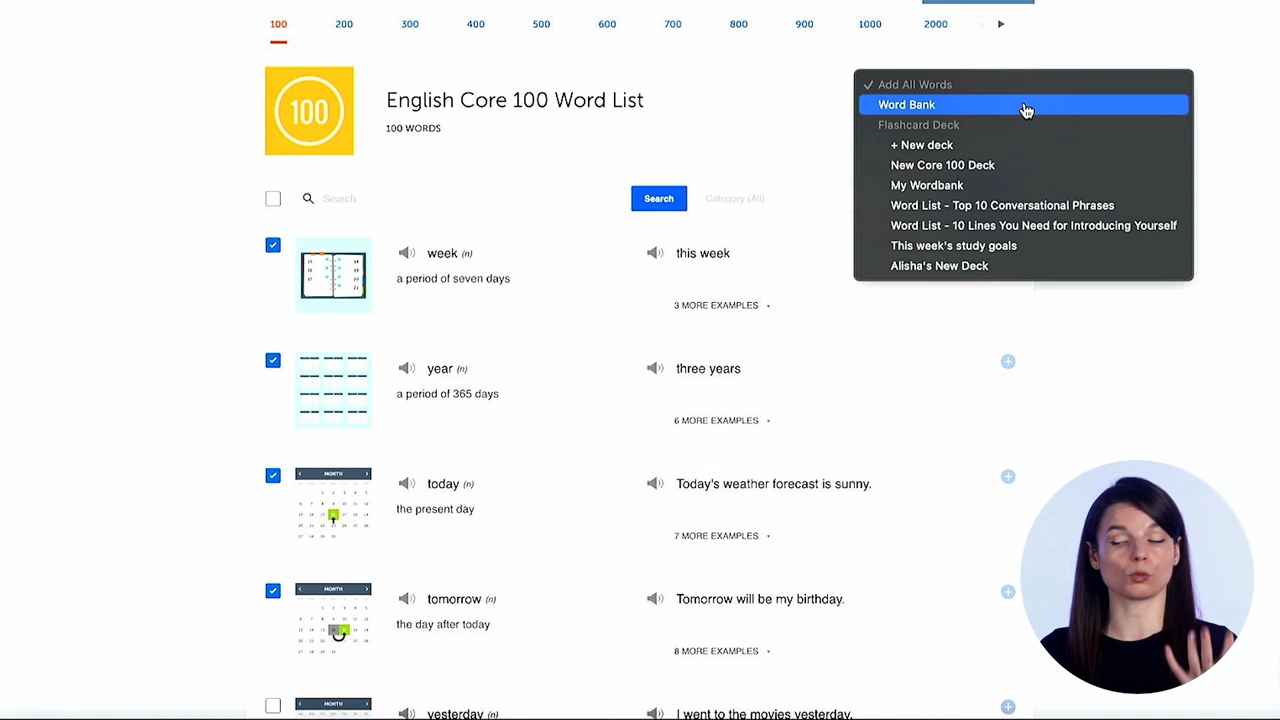 100 200 300 400 500 600 700 800 900 1000 2000
100
English Core 100 Word List
100 WORDS
✓ Add All Words
Word Bank
Flashcard Deck
+ New deck
New Core 100 Deck
My Wordbank
Word List - Top 10 Conversational Phrases
Word List - 10 Lines You Need for Introducing Yourself
This week's study goals
Alisha's New Deck
Search
Search
Category (All)
week (n)
a period of seven days
this week
3 MORE EXAMPLES
year (n)
a period of 365 days
three years
6 MORE EXAMPLES
MONTH
today (n)
the present day
Today's weather forecast is sunny.
7 MORE EXAMPLES
MONTH
tomorrow (n)
the day after today
Tomorrow will be my birthday.
8 MORE EXAMPLES
MONTH
yesterday (n)
I went to the movies yesterday.